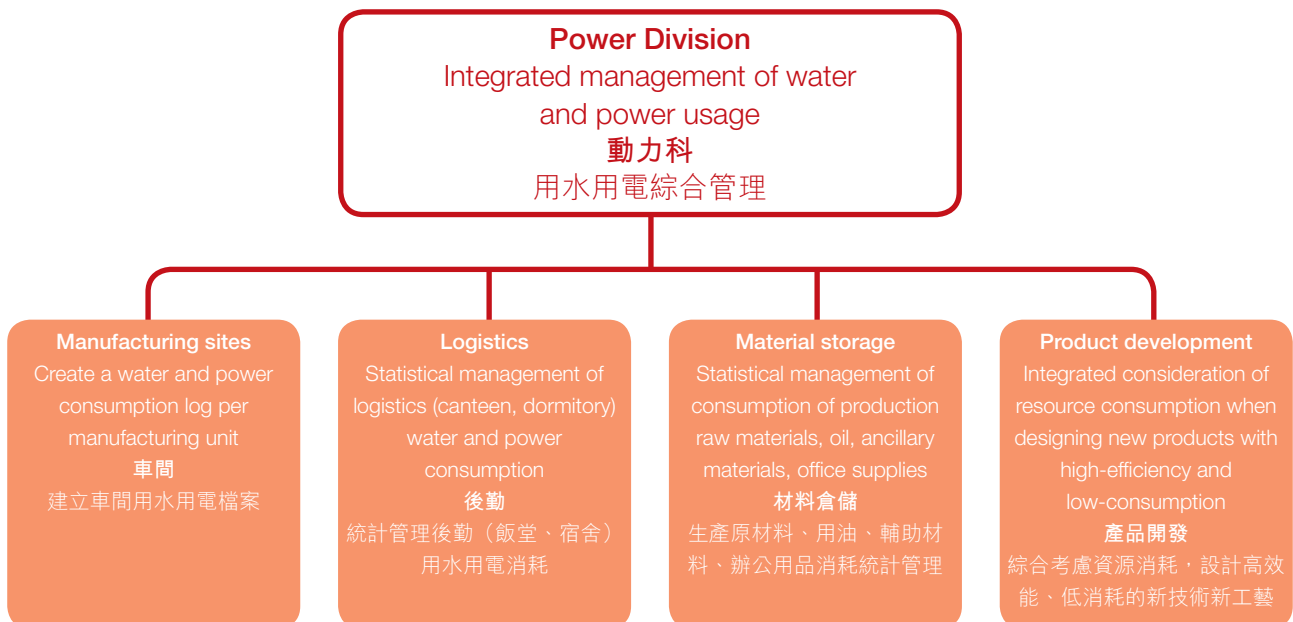 Power Division
Integrated management of water
and power usage
動力科
用水用電綜合管理
Manufacturing sites
Create a water and power
consumption log per
manufacturing unit
車間
建立車間用水用電檔案
Logistics
Statistical management of
logistics (canteen, dormitory)
water and power
consumption
後勤
統計管理後勤（飯堂、宿舍）
用水用電消耗
Material storage
Statistical management of
consumption of production
raw materials, oil, ancillary
materials, office supplies
材料倉儲
生產原材料、用油、輔助材
料、辦公用品消耗統計管理
Product development
Integrated consideration of
resource consumption when
designing new products with
high-efficiency and
low-consumption
產品開發
綜合考慮資源消耗，設計高效
能、低消耗的新技術新工藝